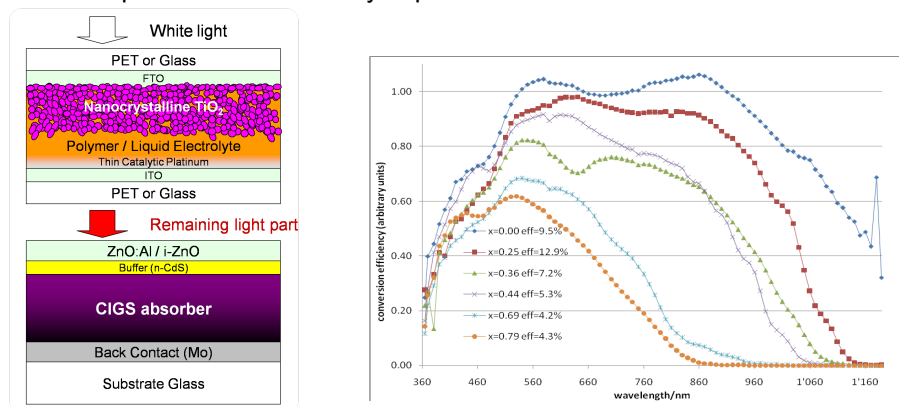 White light
PET or Glass
FTO
Nanocrystalline TiO2
Polymer / Liquid Electrolyte
Thin Catalytic Platinum
ITO
PET or Glass
Remaining light part
ZnO:Al / i-ZnO
Buffer (n-CdS)
CIGS absorber
Back Contact (Mo)
Substrate Glass
conversion efficiency (arbitrary units)
1.00
0.80
0.60
0.40
0.20
0.00
x=0.00 eff=9.5%
x=0.25 eff=12.9%
x=0.36 eff=7.2%
x=0.44 eff=5.3%
x=0.69 eff=4.2%
x=0.79 eff=4.3%
360 460 560 660 760 860 960 1'060 1'160
wavelength/nm